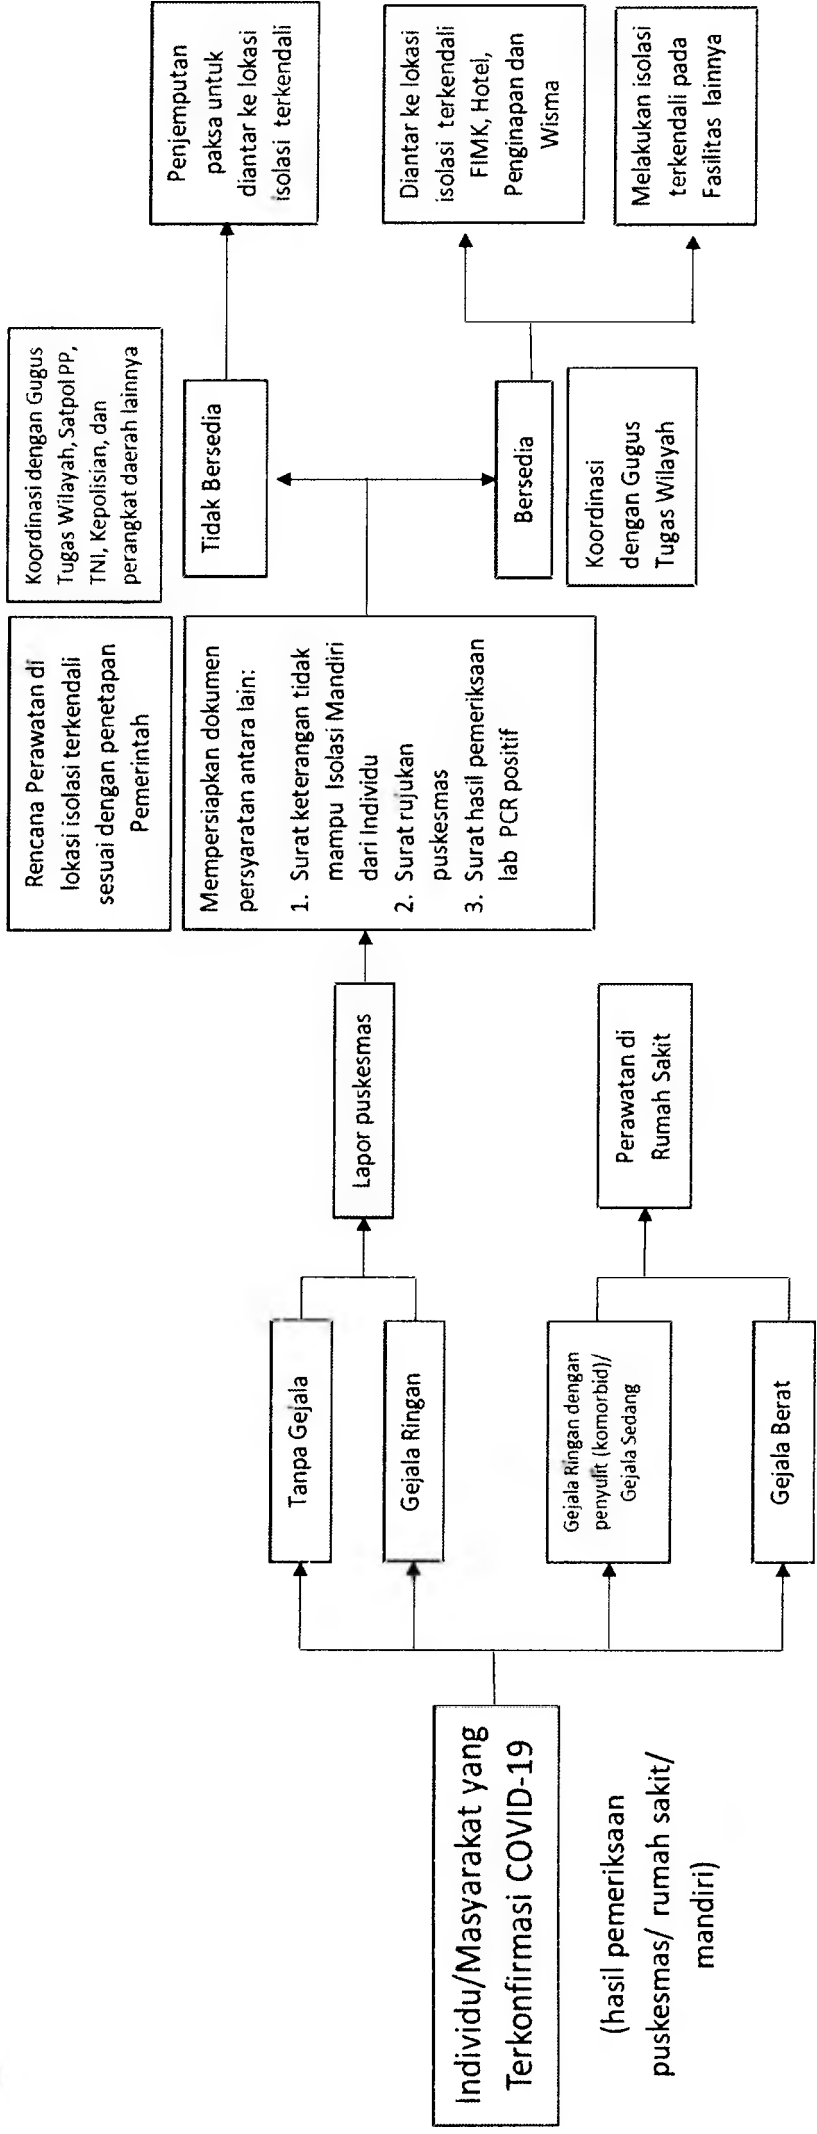 Individu/Masyarakat yang
Terkonfirmasi COVID-19
(hasil pemeriksaan
puskesmas/ rumah sakit/
mandiri)
Tanpa Gejala
Gejala Ringan
Gejala Ringan dengan
penyulit (komorbid)/
Gejala Sedang
Gejala Berat
Lapor puskesmas
Perawatan di
Rumah Sakit
Rencana Perawatan di
lokasi isolasi terkendali
sesuai dengan penetapan
Pemerintah
Mempersiapkan dokumen
persyaratan antara lain:
1. Surat keterangan tidak
mampu Isolasi Mandiri
dari Individu
2. Surat rujukan
puskesmas
3. Surat hasil pemeriksaan
lab PCR positif
Koordinasi dengan Gugus
Tugas Wilayah, Satpol PP,
TNI, Kepolisian, dan
perangkat daerah lainnya
Tidak Bersedia
Bersedia
Koordinasi
dengan Gugus
Tugas Wilayah
Penjemputan
paksa untuk
diantar ke lokasi
isolasi terkendali
Diantar ke lokasi
isolasi terkendali
FIMK, Hotel,
Penginapan dan
Wisma
Melakukan isolasi
terkendali pada
Fasilitas lainnya